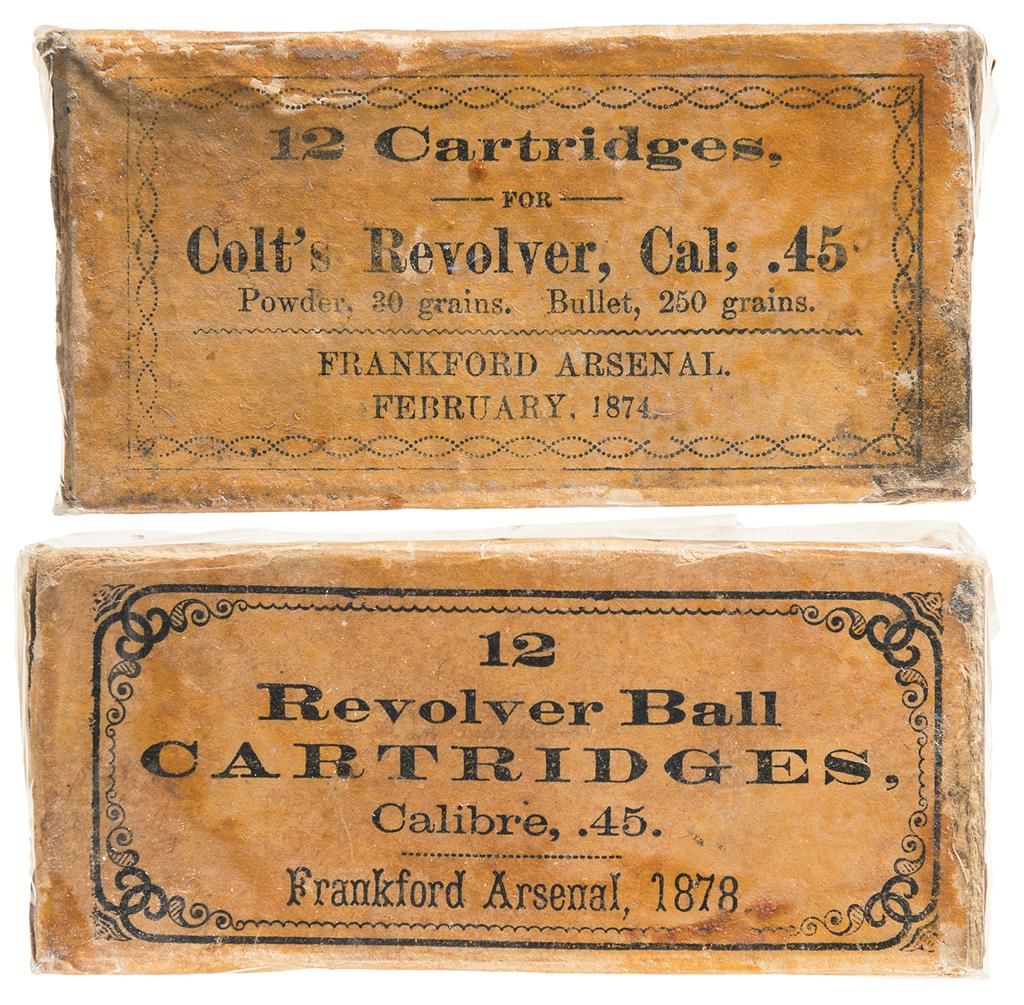 12 Cartridges,
FOR
Colt's Revolver, Cal; .45
Powder, 30 grains. Bullet, 250 grains.
FRANKFORD ARSENAL.
FEBRUARY, 1874.
12
Revolver Ball
CARTRIDGES,
Calibre, .45.
Frankford Arsenal, 1878